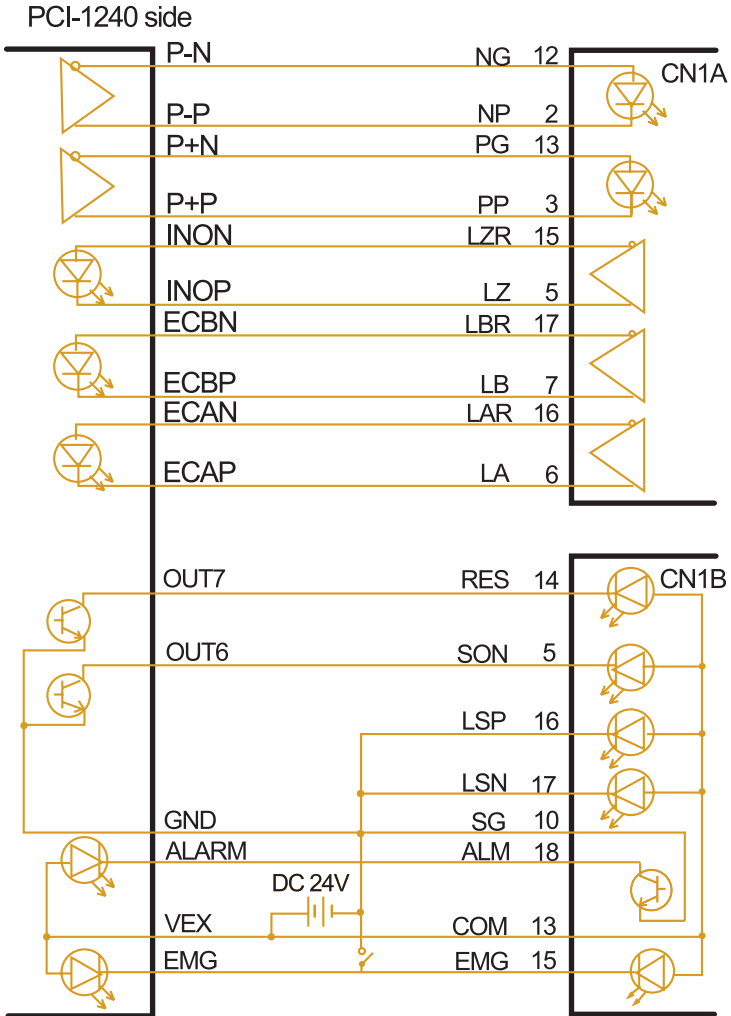 PCI-1240 side
P-N NG 12 CN1A
P-P NP 2
P+N PG 13
P+P PP 3
INON LZR 15
INOP LZ 5
ECBN LBR 17
ECBP LB 7
ECAN LAR 16
ECAP LA 6
OUT7 RES 14 CN1B
OUT6 SON 5
LSP 16
LSN 17
GND SG 10
ALARM ALM 18
DC 24V
VEX COM 13
EMG EMG 15